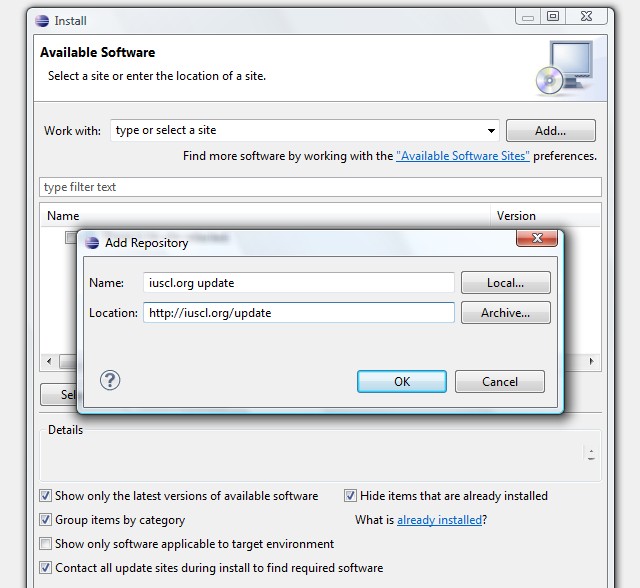 Install
Available Software
Select a site or enter the location of a site.
Work with: type or select a site Add...
Find more software by working with the "Available Software Sites" preferences.
type filter text
Name Version
Add Repository
Name: iuscl.org update Local...
Location: http://iuscl.org/update Archive...
? OK Cancel
Details
Show only the latest versions of available software Hide items that are already installed
Group items by category What is already installed?
Show only software applicable to target environment
Contact all update sites during install to find required software